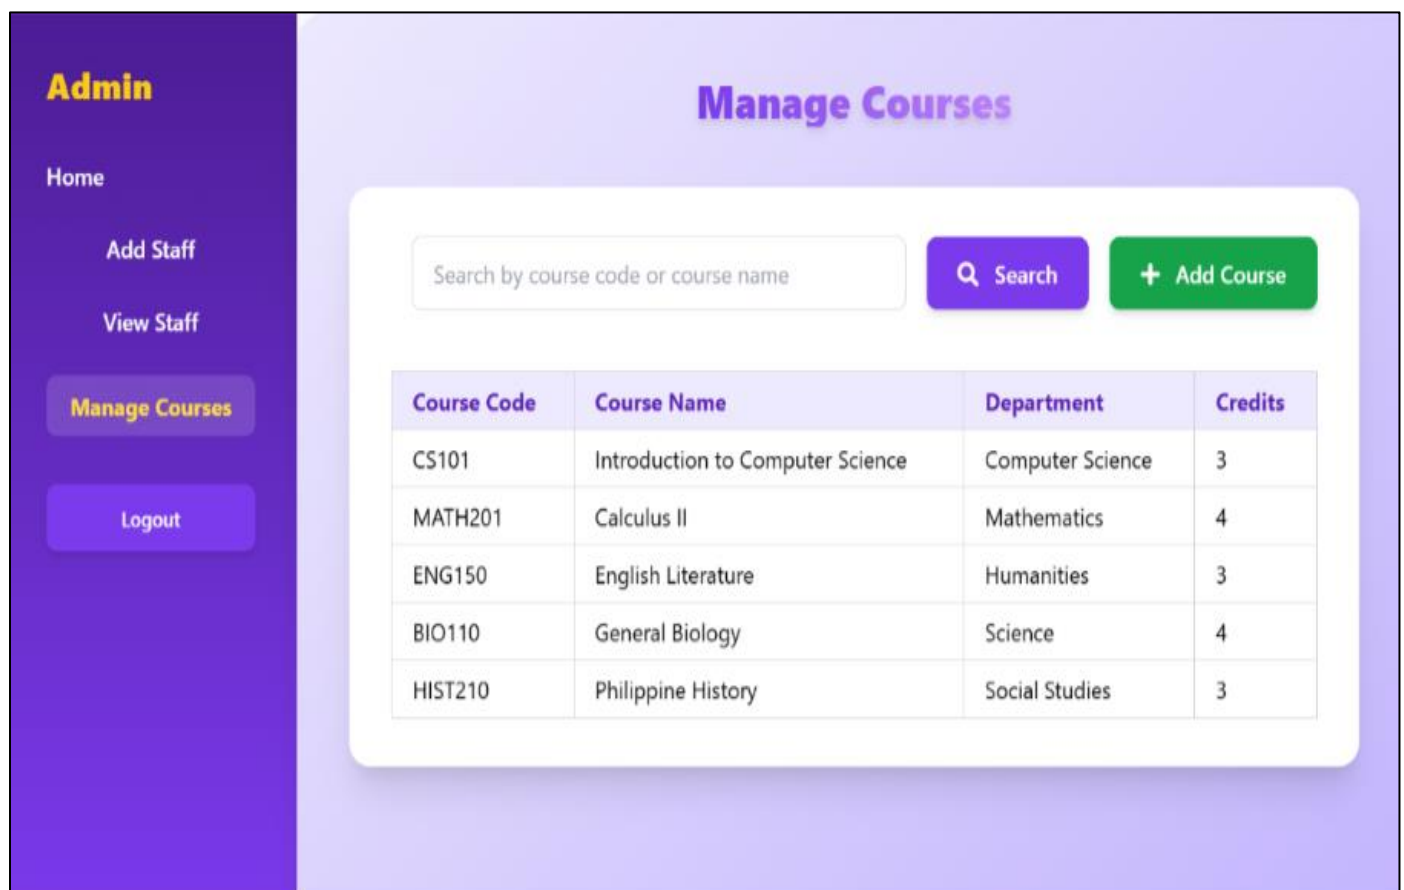 Admin
Home
Add Staff
View Staff
Manage Courses
Logout
Manage Courses
Search by course code or course name
Search
+ Add Course
Course Code Course Name Department Credits
CS101 Introduction to Computer Science Computer Science 3
MATH201 Calculus II Mathematics 4
ENG150 English Literature Humanities 3
BIO110 General Biology Science 4
HIST210 Philippine History Social Studies 3